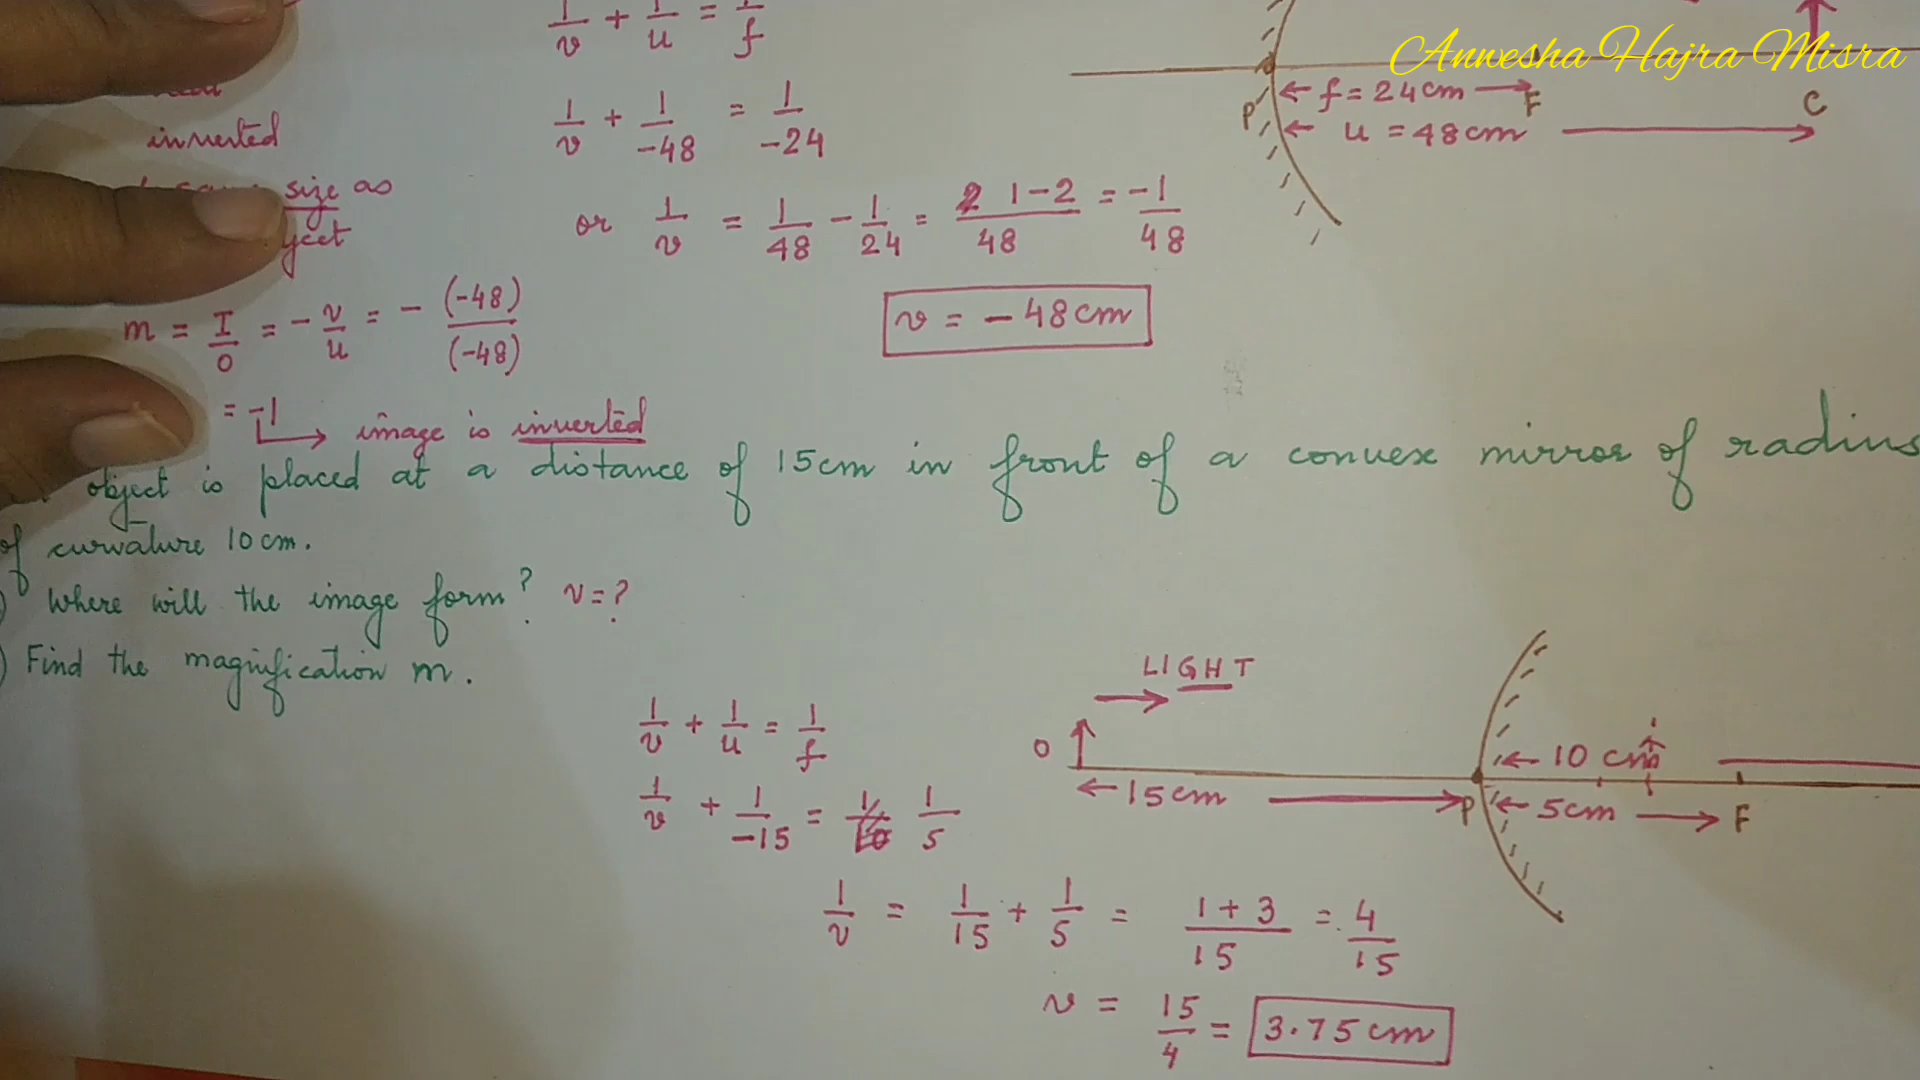 Anwesha Hajra Misra
1/v + 1/u = 1/f
inverted
1/v + 1/-48 = 1/-24
size as
or 1/v = 1/48 - 1/24 = 1-2/48 = -1/48
v = -48cm
m = I/O = -v/u = - (-48)/(-48)
= -1 → image is inverted
P ← f = 24cm → F C
← u = 48cm →
object is placed at a distance of 15cm in front of a convex mirror of radius
of curvature 10cm.
Where will the image form? v = ?
Find the magnification m.
LIGHT
O
← 15cm → P
← 10 cm
← 5cm → F
1/v + 1/u = 1/f
1/v + 1/-15 = 1/5
1/v = 1/15 + 1/5 = 1+3/15 = 4/15
v = 15/4 = 3.75cm